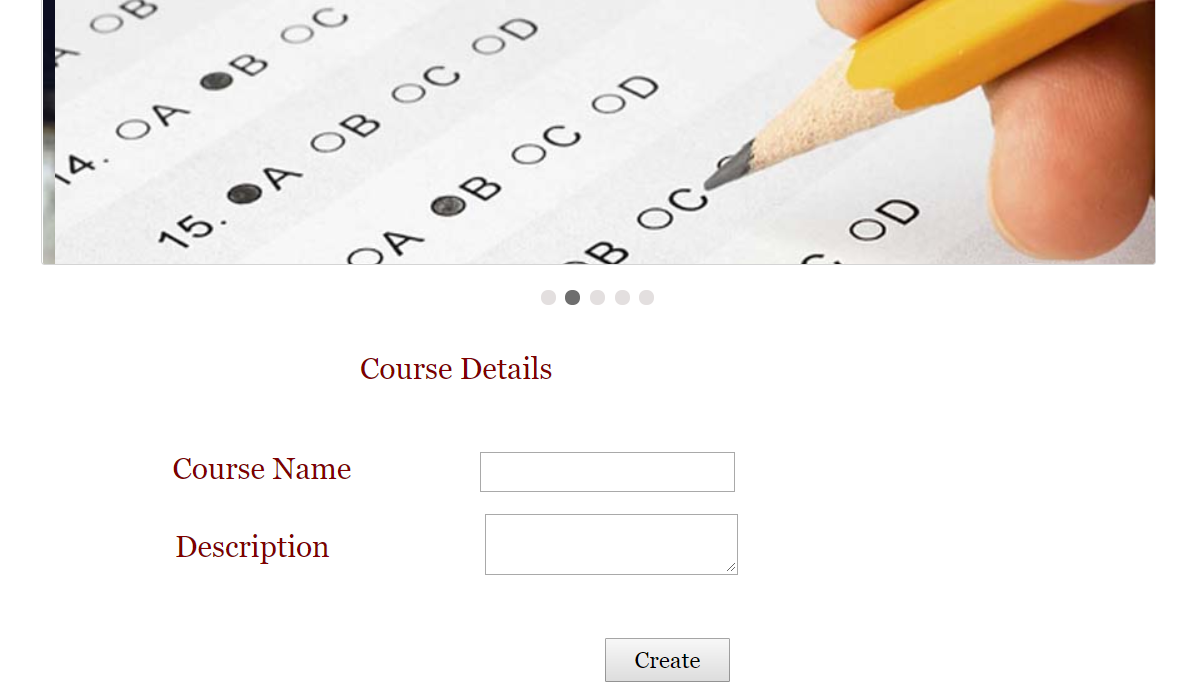 A B
14. A B C
15. A B C D
A B C D
B C
D
Course Details
Course Name
Description
Create